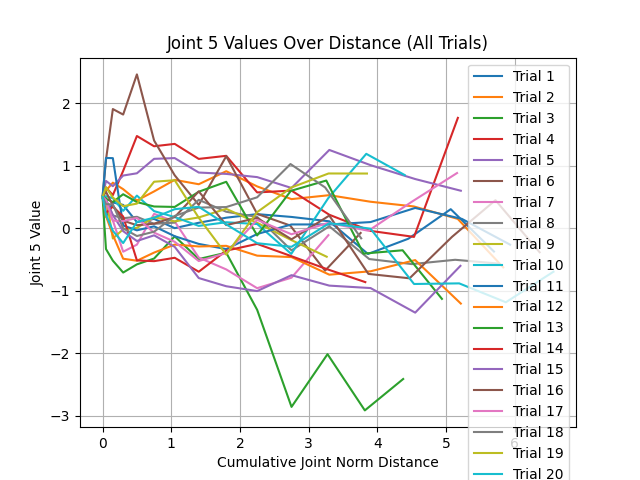 Joint 5 Values Over Distance (All Trials)
Joint 5 Value
2
1
0
−1
−2
−3
0
1
2
3
4
5
6
Cumulative Joint Norm Distance
Trial 1
Trial 2
Trial 3
Trial 4
Trial 5
Trial 6
Trial 7
Trial 8
Trial 9
Trial 10
Trial 11
Trial 12
Trial 13
Trial 14
Trial 15
Trial 16
Trial 17
Trial 18
Trial 19
Trial 20